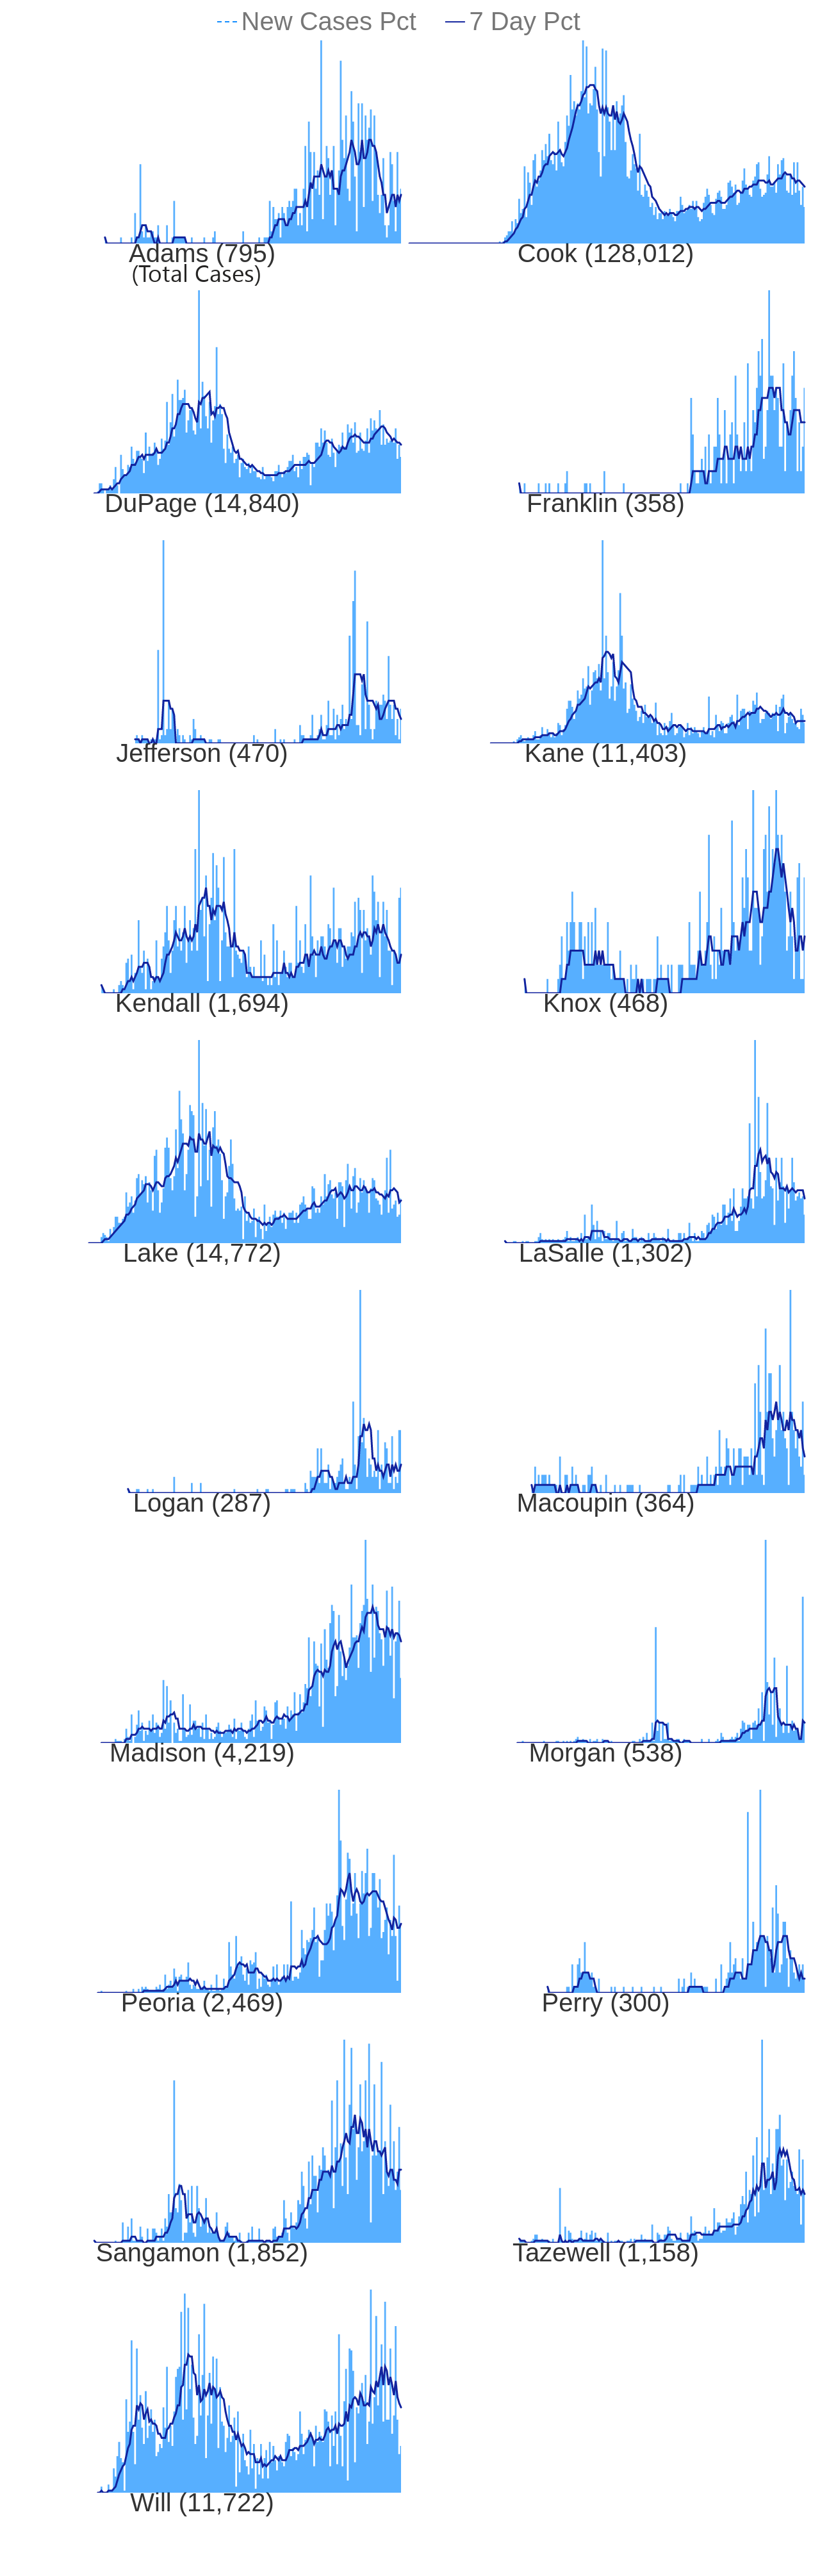 New Cases Pct 7 Day Pct
Adams (795) Cook (128,012)
(Total Cases)
DuPage (14,840) Franklin (358)
Jefferson (470) Kane (11,403)
Kendall (1,694) Knox (468)
Lake (14,772) LaSalle (1,302)
Logan (287) Macoupin (364)
Madison (4,219) Morgan (538)
Peoria (2,469) Perry (300)
Sangamon (1,852) Tazewell (1,158)
Will (11,722)